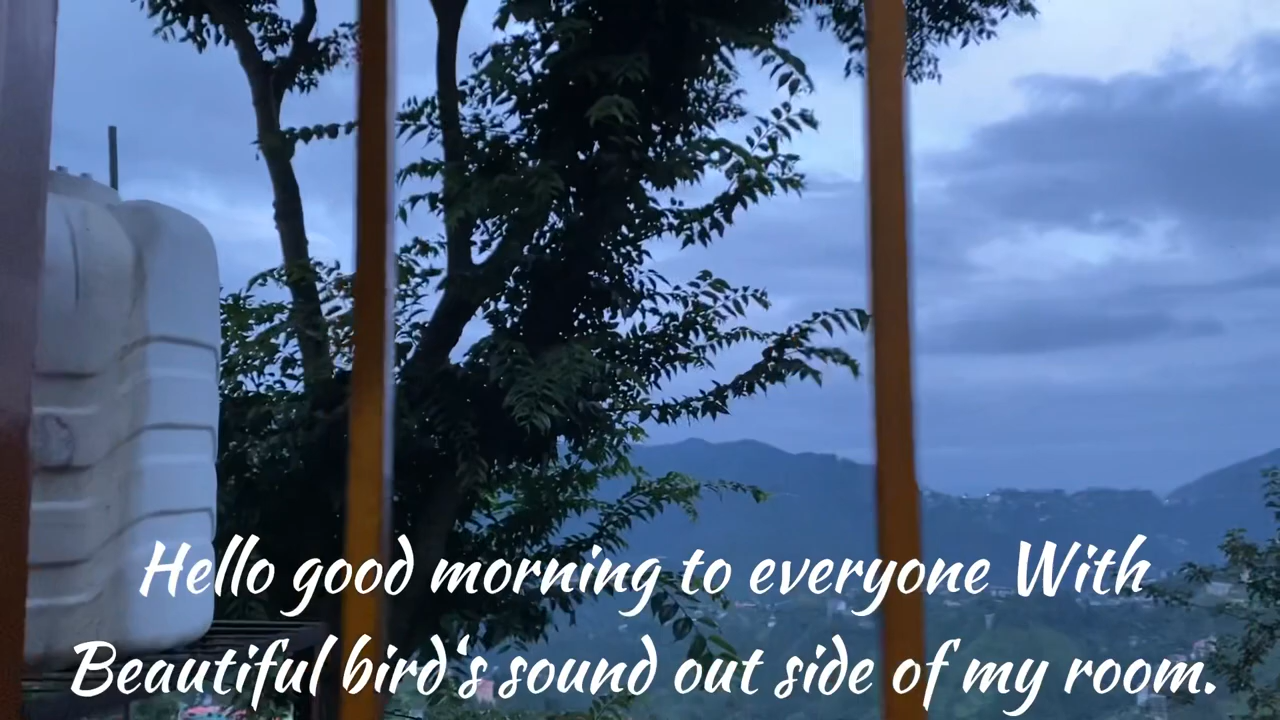 Hello good morning to everyone With
Beautiful bird‘s sound out side of my room.